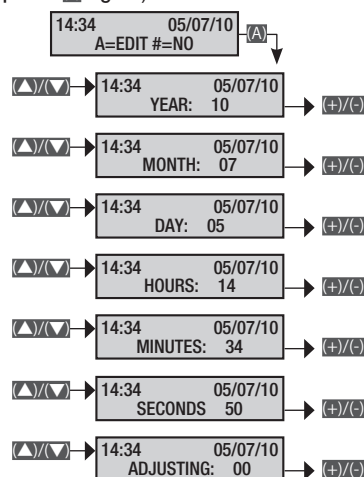 14:34 05/07/10
A=EDIT #=NO (A)
14:34 05/07/10
(▲)/(▼) YEAR: 10 (+)/(-)
14:34 05/07/10
(▲)/(▼) MONTH: 07 (+)/(-)
14:34 05/07/10
(▲)/(▼) DAY: 05 (+)/(-)
14:34 05/07/10
(▲)/(▼) HOURS: 14 (+)/(-)
14:34 05/07/10
(▲)/(▼) MINUTES: 34 (+)/(-)
14:34 05/07/10
(▲)/(▼) SECONDS 50 (+)/(-)
14:34 05/07/10
(▲)/(▼) ADJUSTING: 00 (+)/(-)